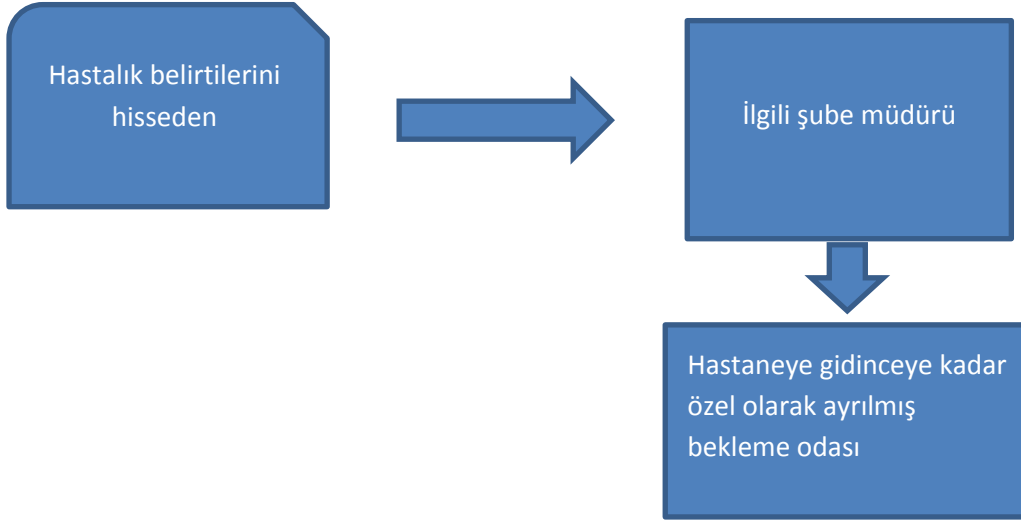 Hastalık belirtilerini
hisseden
İlgili şube müdürü
Hastaneye gidinceye kadar
özel olarak ayrılmış
bekleme odası